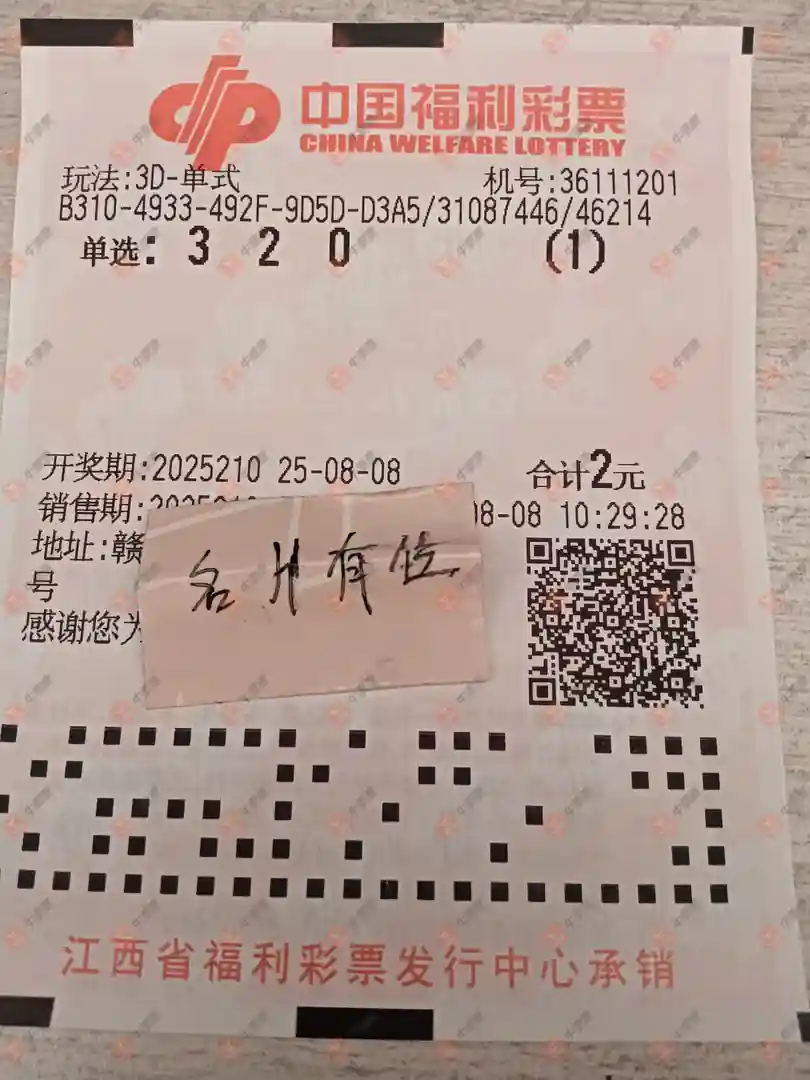 中国福利彩票
CHINA WELFARE LOTTERY
玩法:3D-单式 机号:36111201
B310-4933-492F-9D5D-D3A5/31087446/46214
单选: 3 2 0 (1)
开奖期:2025210 25-08-08 合计2元
销售期: 8-08 10:29:28
地址:赣
号
感谢您为
名片有位
江西省福利彩票发行中心承销